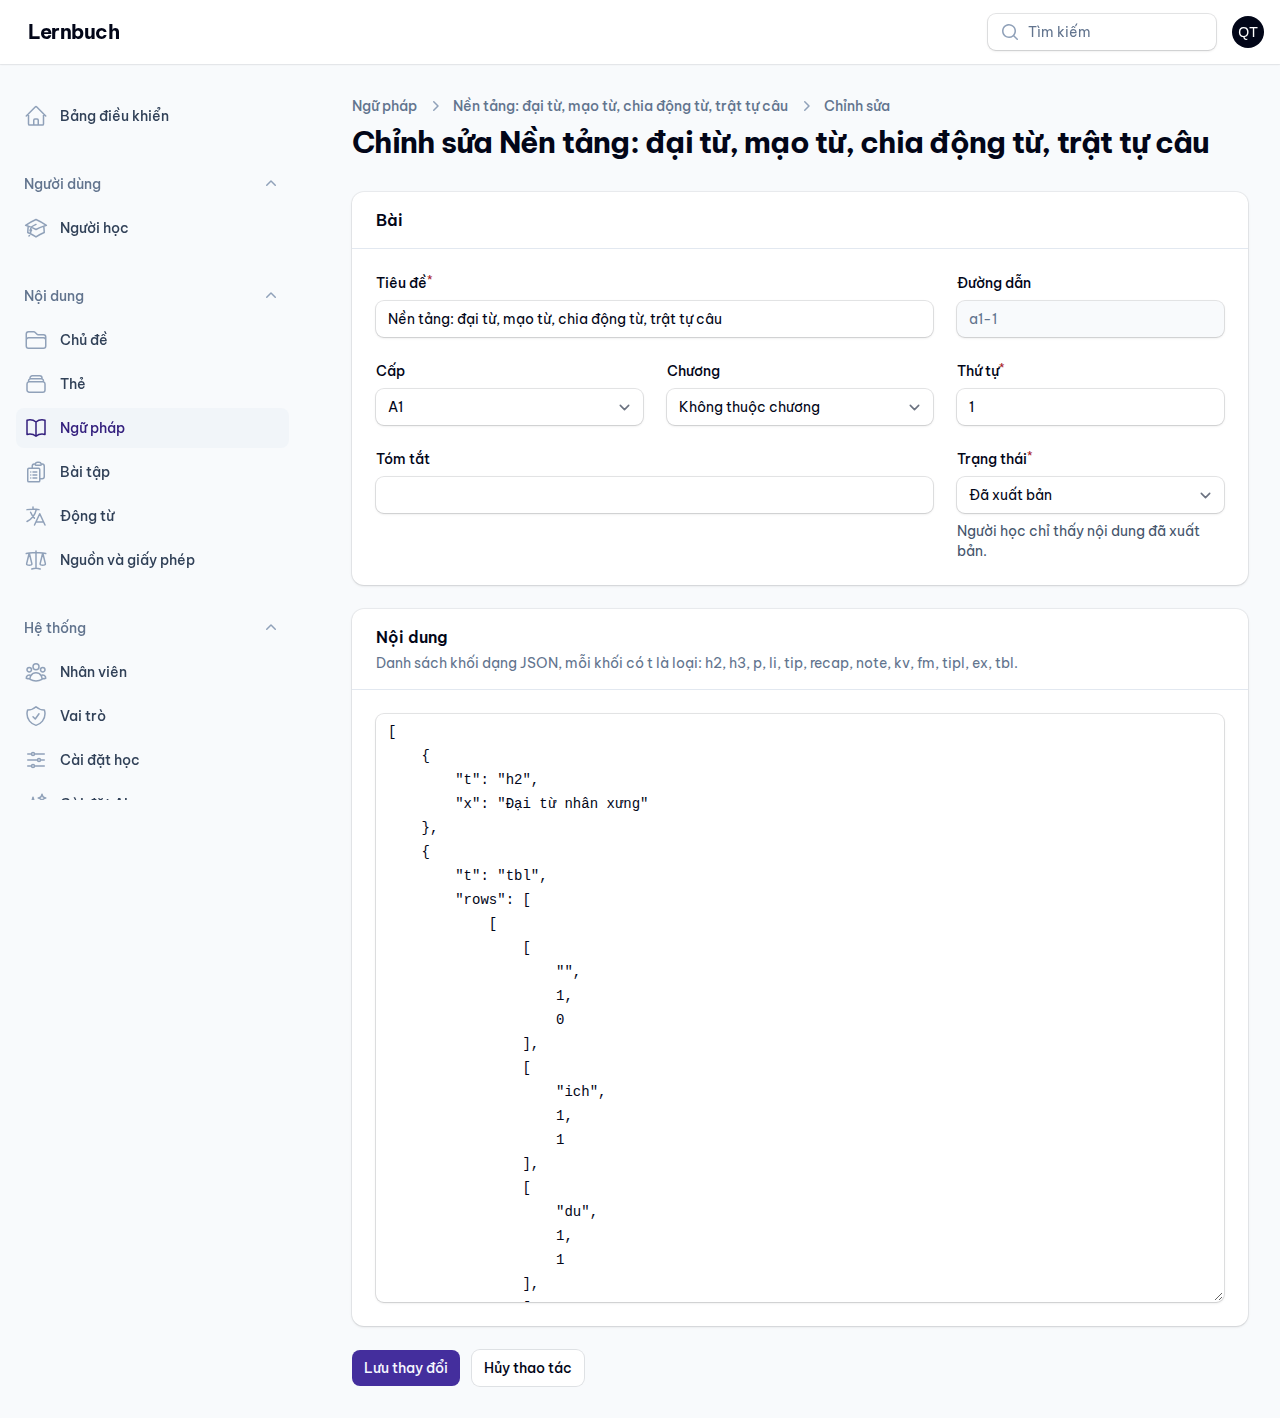 Lernbuch
Tìm kiếm
QT
Bảng điều khiển
Người dùng
Người học
Nội dung
Chủ đề
Thẻ
Ngữ pháp
Bài tập
Động từ
Nguồn và giấy phép
Hệ thống
Nhân viên
Vai trò
Cài đặt học
Ngữ pháp > Nền tảng: đại từ, mạo từ, chia động từ, trật tự câu > Chỉnh sửa
Chỉnh sửa Nền tảng: đại từ, mạo từ, chia động từ, trật tự câu
Bài
Tiêu đề*
Nền tảng: đại từ, mạo từ, chia động từ, trật tự câu
Đường dẫn
a1-1
Cấp
A1
Chương
Không thuộc chương
Thứ tự*
1
Tóm tắt
Trạng thái*
Đã xuất bản
Người học chỉ thấy nội dung đã xuất
bản.
Nội dung
Danh sách khối dạng JSON, mỗi khối có t là loại: h2, h3, p, li, tip, recap, note, kv, fm, tipl, ex, tbl.
[
{
"t": "h2",
"x": "Đại từ nhân xưng"
},
{
"t": "tbl",
"rows": [
[
[
"",
1,
0
],
[
"ich",
1,
1
],
[
"du",
1,
1
],
Lưu thay đổi
Hủy thao tác